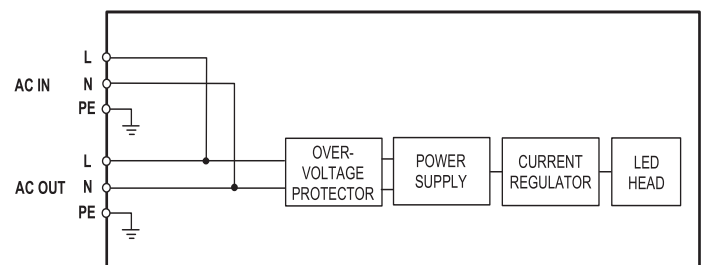 L
AC IN N
PE
L
AC OUT N
PE
OVER-
VOLTAGE
PROTECTOR
POWER
SUPPLY
CURRENT
REGULATOR
LED
HEAD